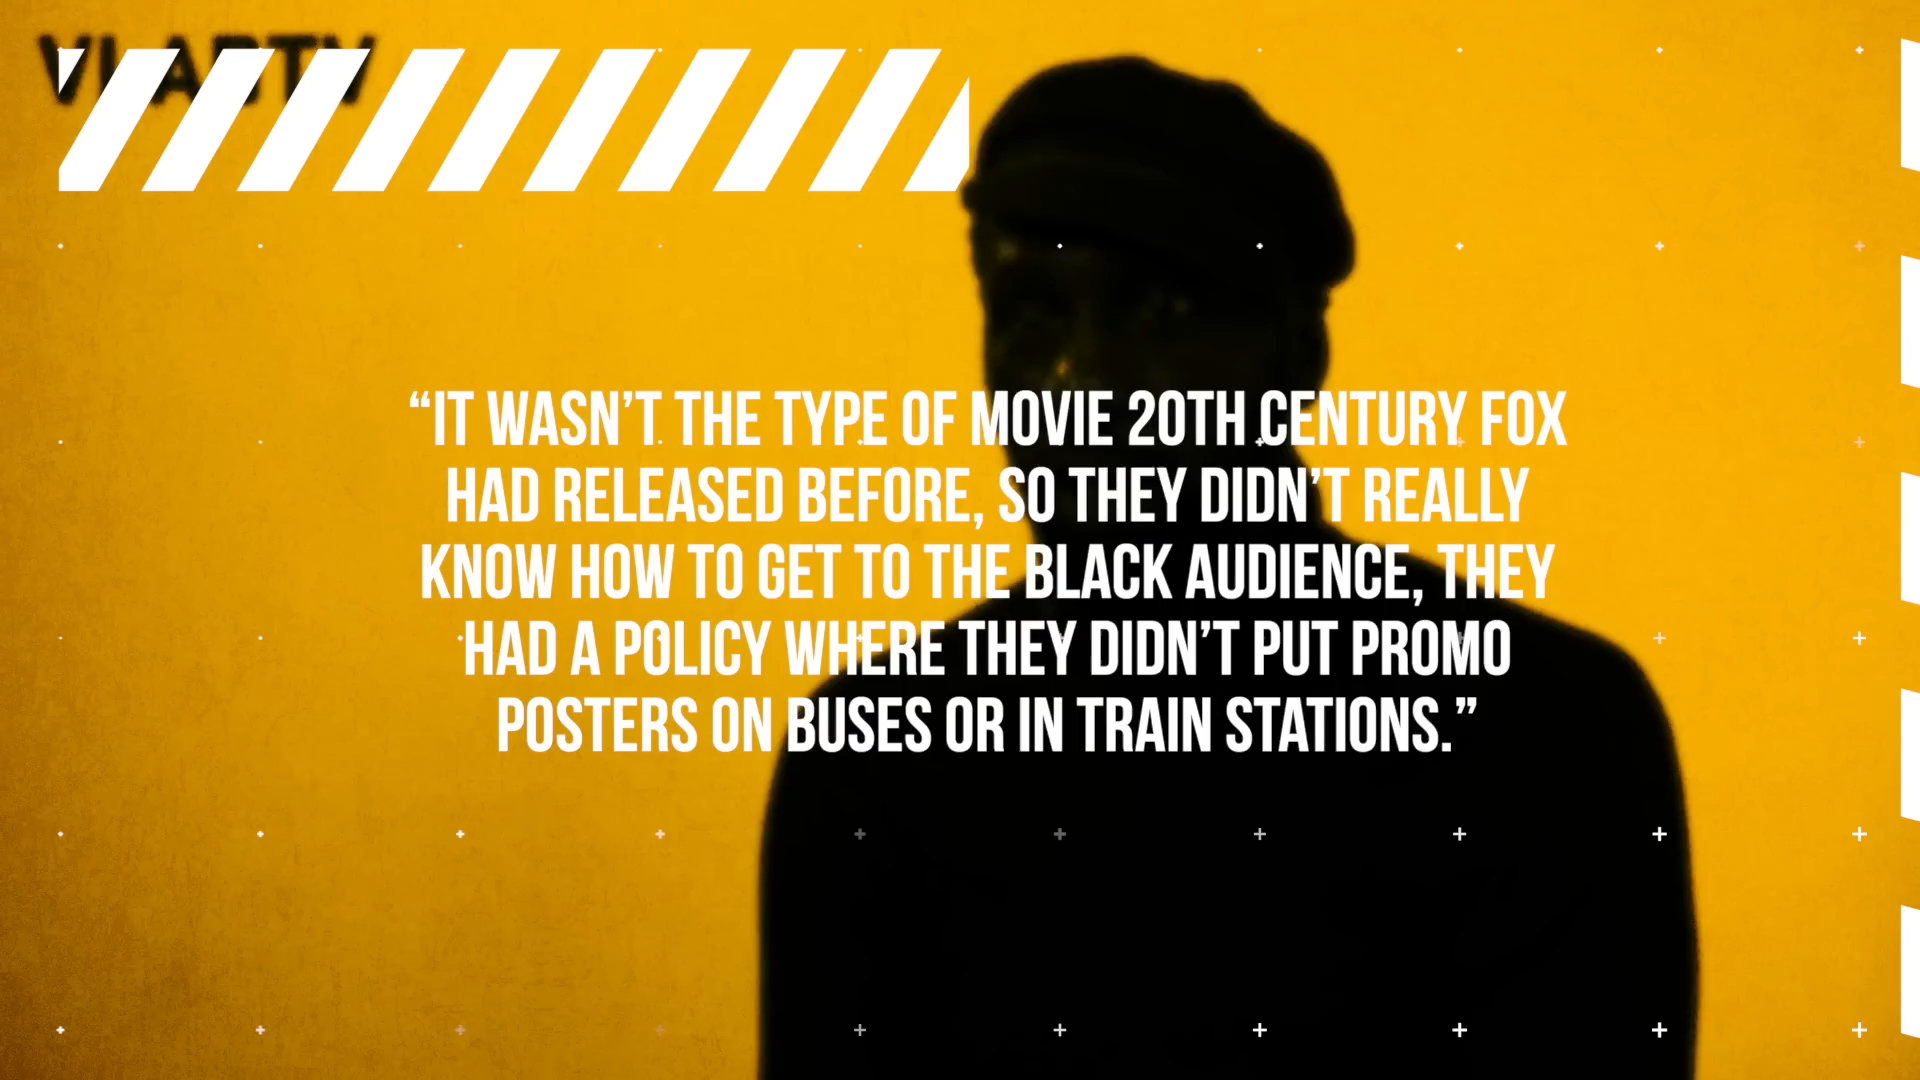 VLADTV
“IT WASN’T THE TYPE OF MOVIE 20TH CENTURY FOX
HAD RELEASED BEFORE, SO THEY DIDN’T REALLY
KNOW HOW TO GET TO THE BLACK AUDIENCE, THEY
HAD A POLICY WHERE THEY DIDN’T PUT PROMO
POSTERS ON BUSES OR IN TRAIN STATIONS.”